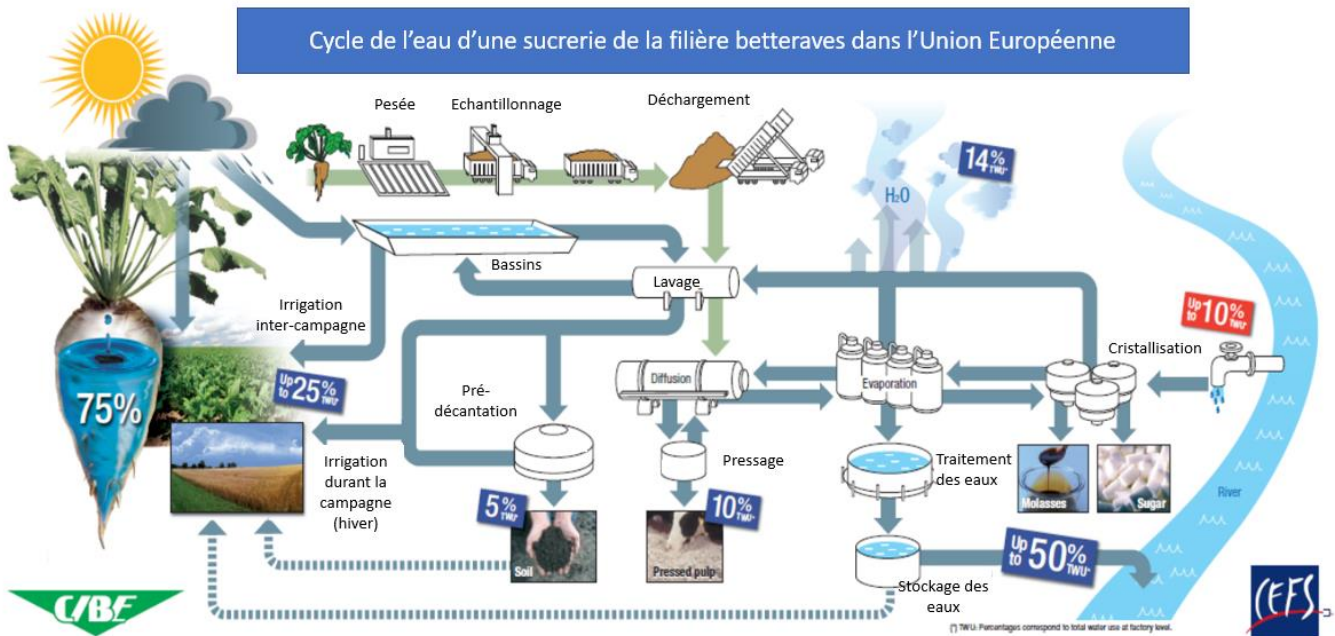 Cycle de l'eau d'une sucrerie de la filière betteraves dans l'Union Européenne
Pesée
Echantillonnage
Déchargement
14%
TWU*
H₂O
Bassins
Lavage
Irrigation
inter-campagne
Up to 10%
TWU*
Cristallisation
75%
Up to 25%
TWU*
Pré-
décantation
Diffusion
Evaporation
Irrigation
durant la
campagne
(hiver)
Pressage
Traitement
des eaux
5%
TWU*
10%
TWU*
Molasses
Sugar
River
Soil
Pressed pulp
Up to 50%
TWU*
Stockage des
eaux
CIBE
CEFS
(*) TWU: Percentages correspond to total water use at factory level.